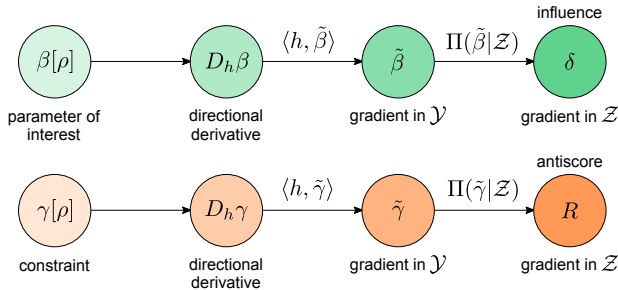 influence
⟨h, β̃⟩
Π(β̃|𝒵)
β[ρ]
D_hβ
β̃
δ
parameter of
interest
directional
derivative
gradient in 𝒴
gradient in 𝒵
antiscore
⟨h, γ̃⟩
Π(γ̃|𝒵)
γ[ρ]
D_hγ
γ̃
R
constraint
directional
derivative
gradient in 𝒴
gradient in 𝒵